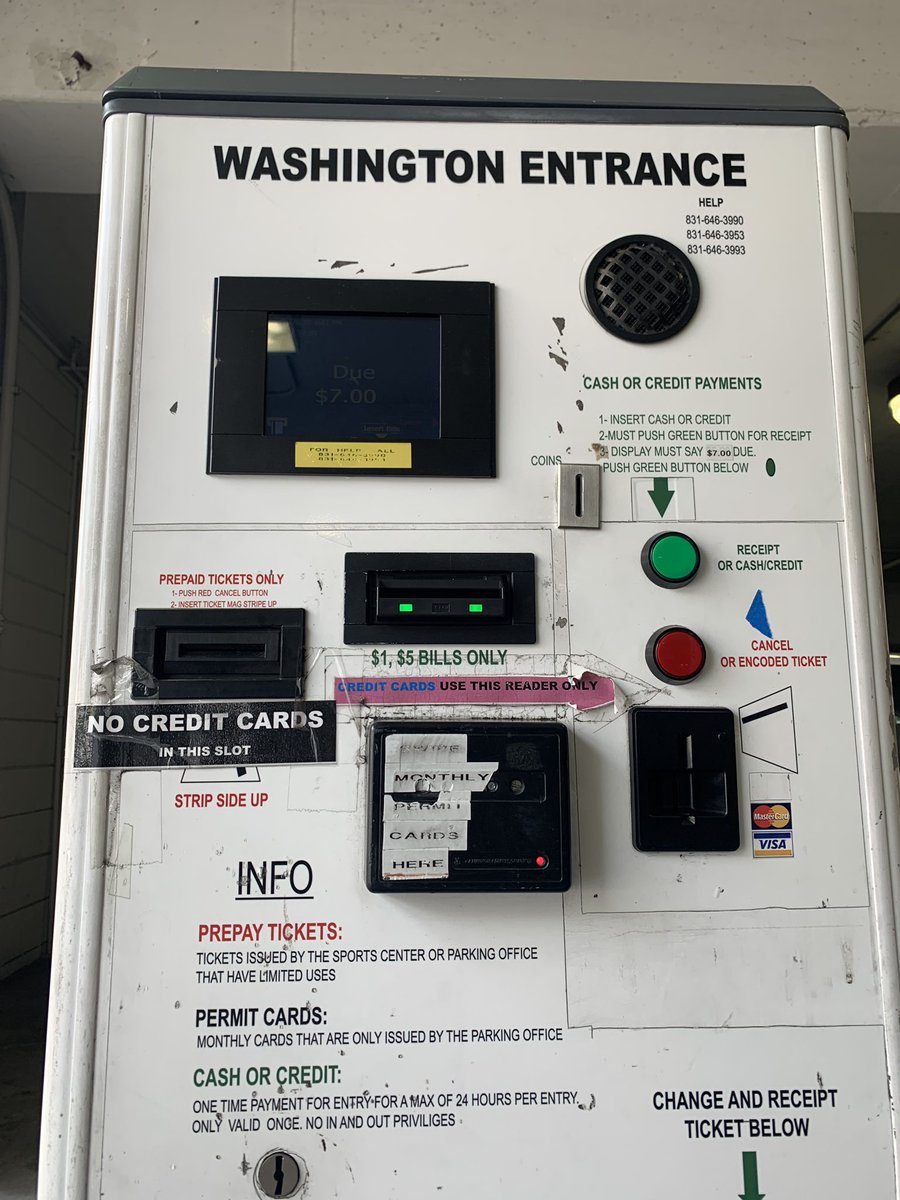 WASHINGTON ENTRANCE
HELP
831-646-3990
831-646-3953
831-646-3993
Due
$7.00
Insert
FOR HELP
CASH OR CREDIT PAYMENTS
1- INSERT CASH OR CREDIT
2-MUST PUSH GREEN BUTTON FOR RECEIPT
3- DISPLAY MUST SAY $7.00 DUE.
PUSH GREEN BUTTON BELOW
COINS
RECEIPT
OR CASH/CREDIT
CANCEL
OR ENCODED TICKET
PREPAID TICKETS ONLY
1- PUSH RED CANCEL BUTTON
2- INSERT TICKET MAG STRIPE UP
$1, $5 BILLS ONLY
CREDIT CARDS USE THIS READER ONLY
NO CREDIT CARDS
IN THIS SLOT
STRIP SIDE UP
SWIPE
MONTHLY
PERMIT
CARDS
HERE
MasterCard
VISA
INFO
PREPAY TICKETS:
TICKETS ISSUED BY THE SPORTS CENTER OR PARKING OFFICE
THAT HAVE LIMITED USES
PERMIT CARDS:
MONTHLY CARDS THAT ARE ONLY ISSUED BY THE PARKING OFFICE
CASH OR CREDIT:
ONE TIME PAYMENT FOR ENTRY FOR A MAX OF 24 HOURS PER ENTRY.
ONLY VALID ONCE. NO IN AND OUT PRIVILIGES
CHANGE AND RECEIPT
TICKET BELOW